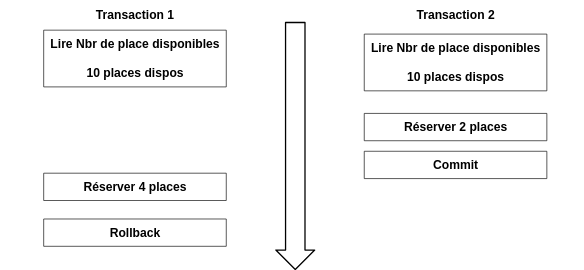 Transaction 1
Lire Nbr de place disponibles
10 places dispos
Réserver 4 places
Rollback
Transaction 2
Lire Nbr de place disponibles
10 places dispos
Réserver 2 places
Commit